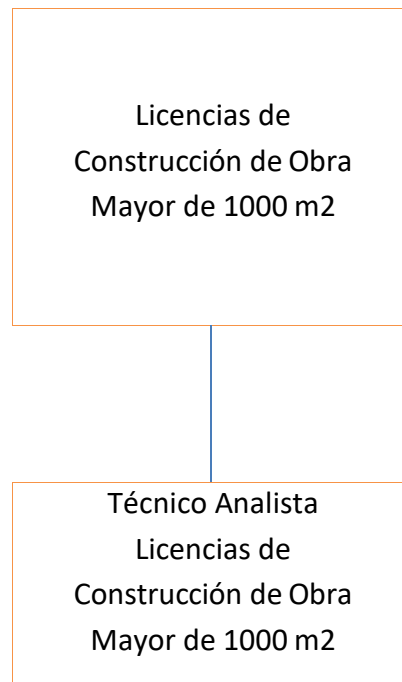 Licencias de
Construcción de Obra
Mayor de 1000 m2
Técnico Analista
Licencias de
Construcción de Obra
Mayor de 1000 m2